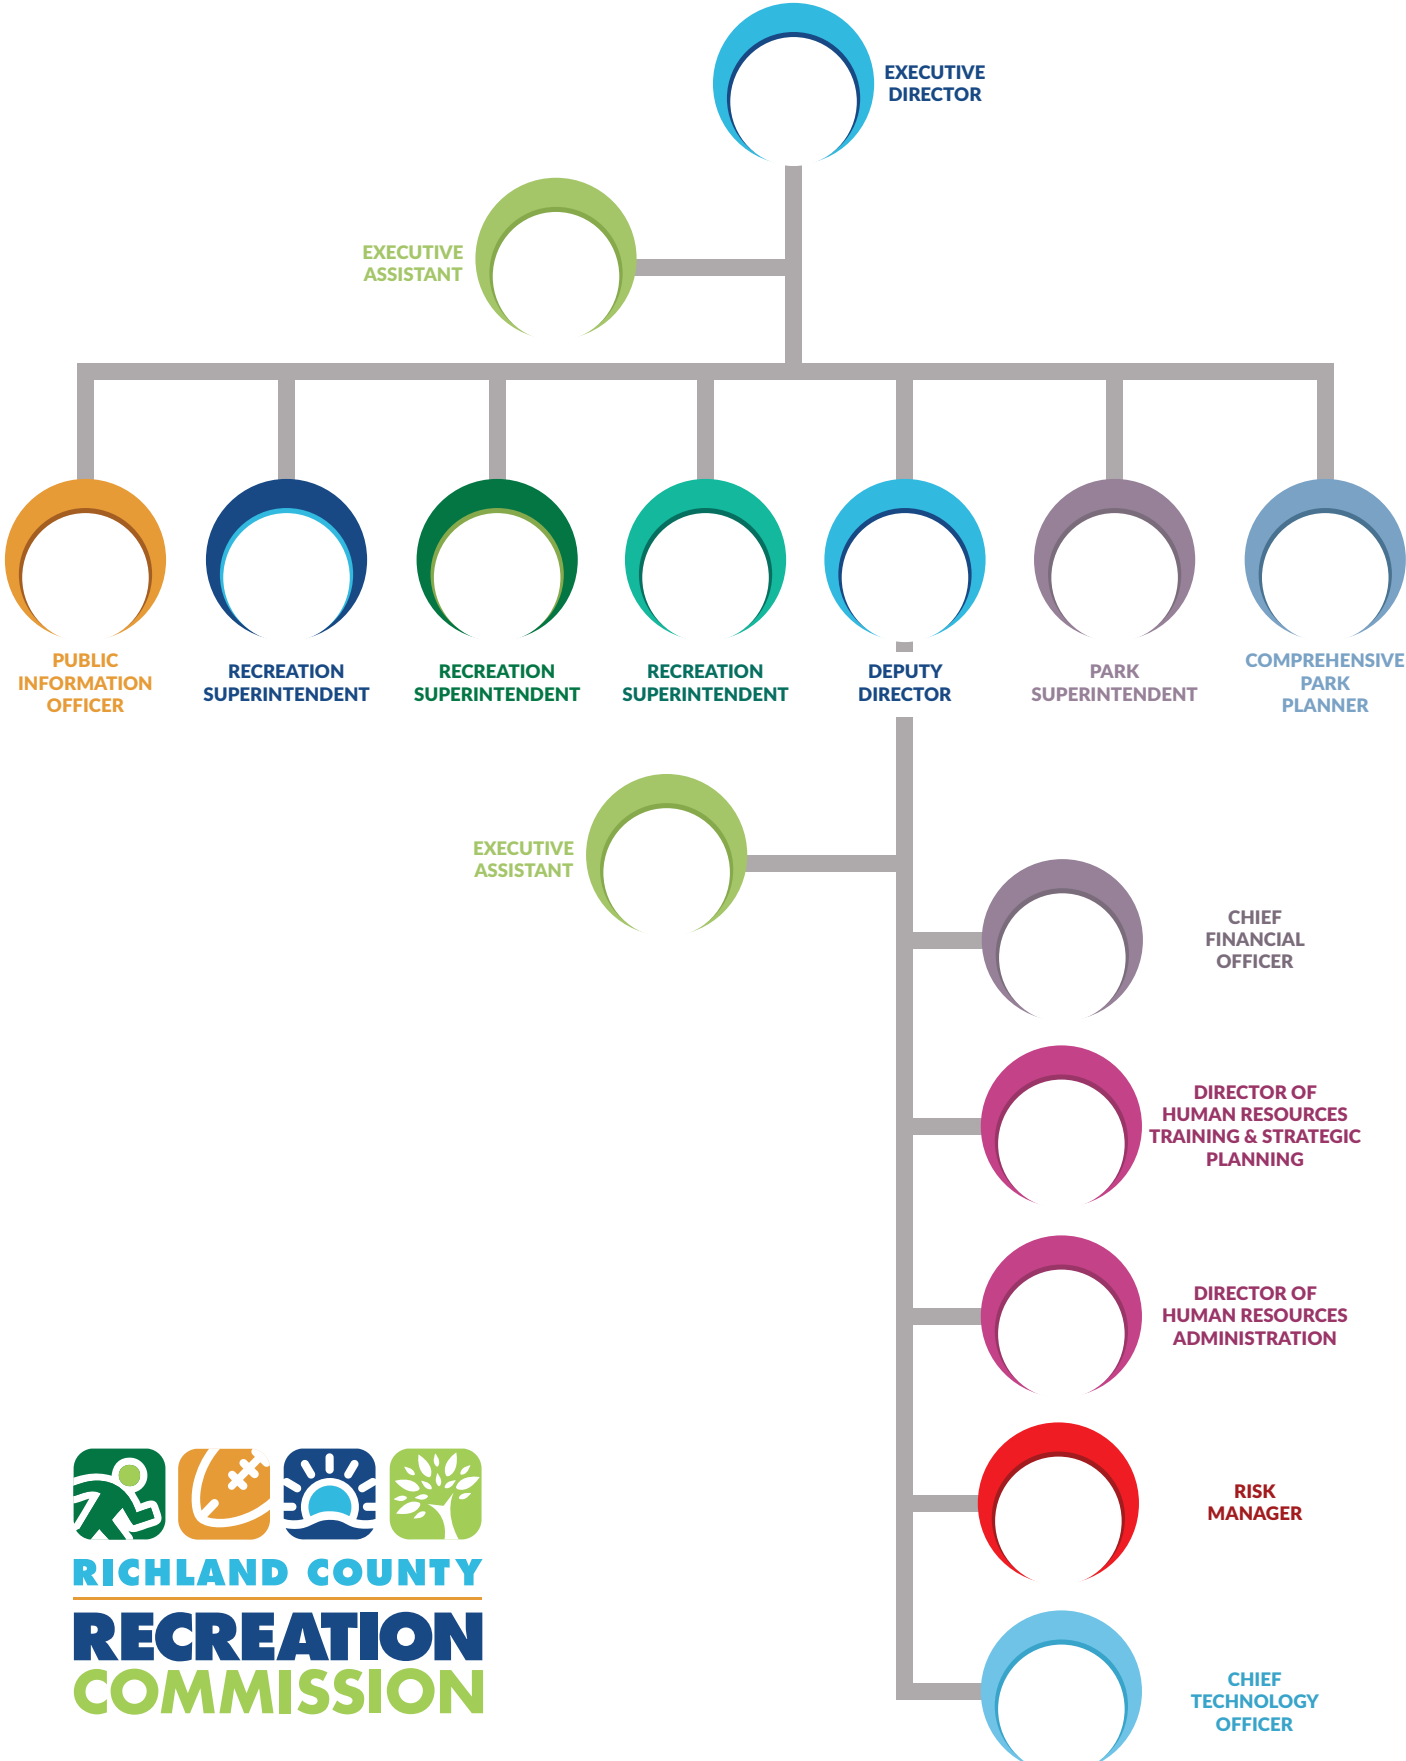 EXECUTIVE
DIRECTOR
EXECUTIVE
ASSISTANT
PUBLIC
INFORMATION
OFFICER
RECREATION
SUPERINTENDENT
RECREATION
SUPERINTENDENT
RECREATION
SUPERINTENDENT
DEPUTY
DIRECTOR
PARK
SUPERINTENDENT
COMPREHENSIVE
PARK
PLANNER
EXECUTIVE
ASSISTANT
CHIEF
FINANCIAL
OFFICER
DIRECTOR OF
HUMAN RESOURCES
TRAINING & STRATEGIC
PLANNING
DIRECTOR OF
HUMAN RESOURCES
ADMINISTRATION
RISK
MANAGER
CHIEF
TECHNOLOGY
OFFICER
RICHLAND COUNTY
RECREATION
COMMISSION